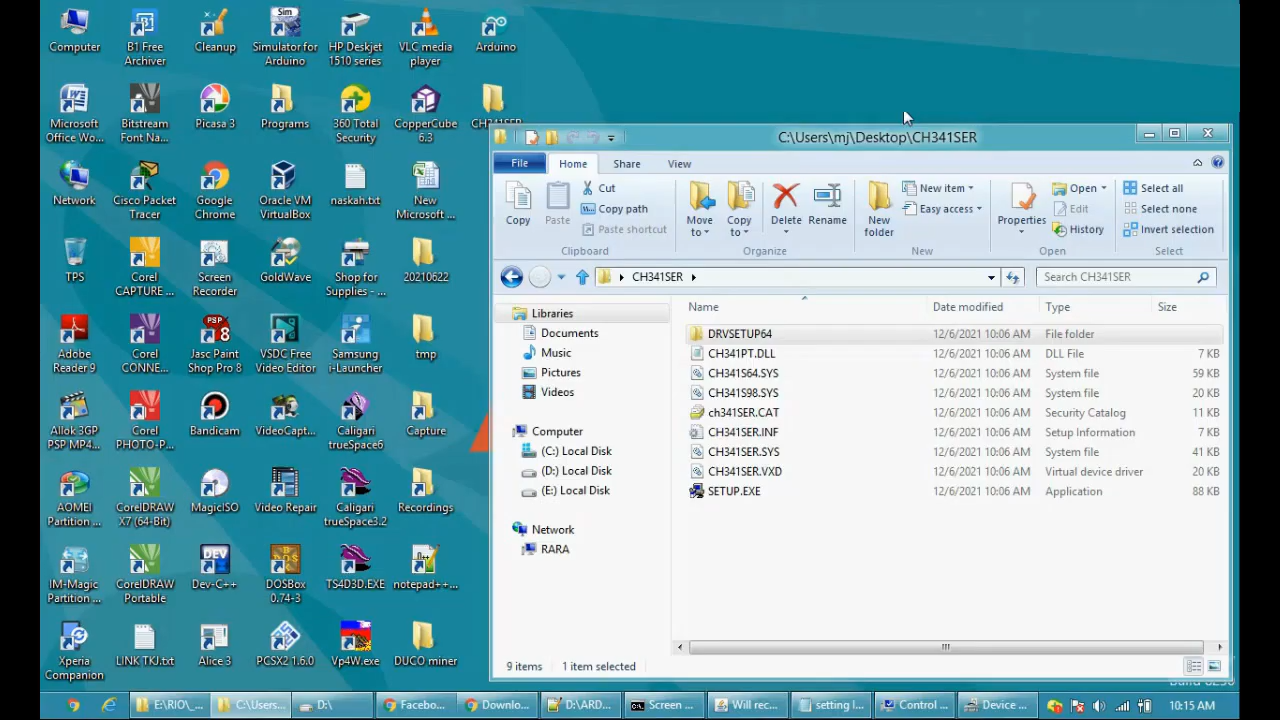 Computer
B1 Free
Archiver
Cleanup
Sim
Simulator for
Arduino
HP Deskjet
1510 series
VLC media
player
Arduino
Microsoft
Office Wo...
Bitstream
Font Na...
Picasa 3
Programs
360 Total
Security
CopperCube
6.3
CH341SER
Network
Cisco Packet
Tracer
Google
Chrome
Oracle VM
VirtualBox
naskah.txt
New
Microsoft ...
TPS
Corel
CAPTURE ...
Screen
Recorder
GoldWave
Shop for
Supplies - ...
20210622
Adobe
Reader 9
Corel
CONNE...
PSP
8
Jasc Paint
Shop Pro 8
VSDC Free
Video Editor
Samsung
i-Launcher
tmp
Allok 3GP
PSP MP4...
Corel
PHOTO-P...
Bandicam
VideoCapt...
Caligari
trueSpace6
Capture
AOMEI
Partition ...
CorelDRAW
X7 (64-Bit)
MagicISO
Video Repair
Caligari
trueSpace3.2
Recordings
IM-Magic
Partition ...
CorelDRAW
Portable
DEV
Dev-C++
DOSBox
0.74-3
TS4D3D.EXE
notepad++...
Xperia
Companion
LINK TKJ.txt
Alice 3
PCSX2 1.6.0
Vp4W.exe
DUCO miner
C:\Users\mj\Desktop\CH341SER
File
Home
Share
View
Copy
Paste
Cut
Copy path
Paste shortcut
Clipboard
Move
to
Copy
to
Delete
Rename
Organize
New
folder
New item
Easy access
New
Properties
Open
Edit
History
Open
Select all
Select none
Invert selection
Select
CH341SER
Search CH341SER
Libraries
Documents
Music
Pictures
Videos
Computer
(C:) Local Disk
(D:) Local Disk
(E:) Local Disk
Network
RARA
Name Date modified Type Size
DRVSETUP64 12/6/2021 10:06 AM File folder
CH341PT.DLL 12/6/2021 10:06 AM DLL File 7 KB
CH341S64.SYS 12/6/2021 10:06 AM System file 59 KB
CH341S98.SYS 12/6/2021 10:06 AM System file 20 KB
ch341SER.CAT 12/6/2021 10:06 AM Security Catalog 11 KB
CH341SER.INF 12/6/2021 10:06 AM Setup Information 7 KB
CH341SER.SYS 12/6/2021 10:06 AM System file 41 KB
CH341SER.VXD 12/6/2021 10:06 AM Virtual device driver 20 KB
SETUP.EXE 12/6/2021 10:06 AM Application 88 KB
9 items 1 item selected
E:\RIO\_...
C:\Users...
D:\
Facebo...
Downlo...
D:\ARD...
Screen ...
Will rec...
setting l...
Control ...
Device ...
10:15 AM